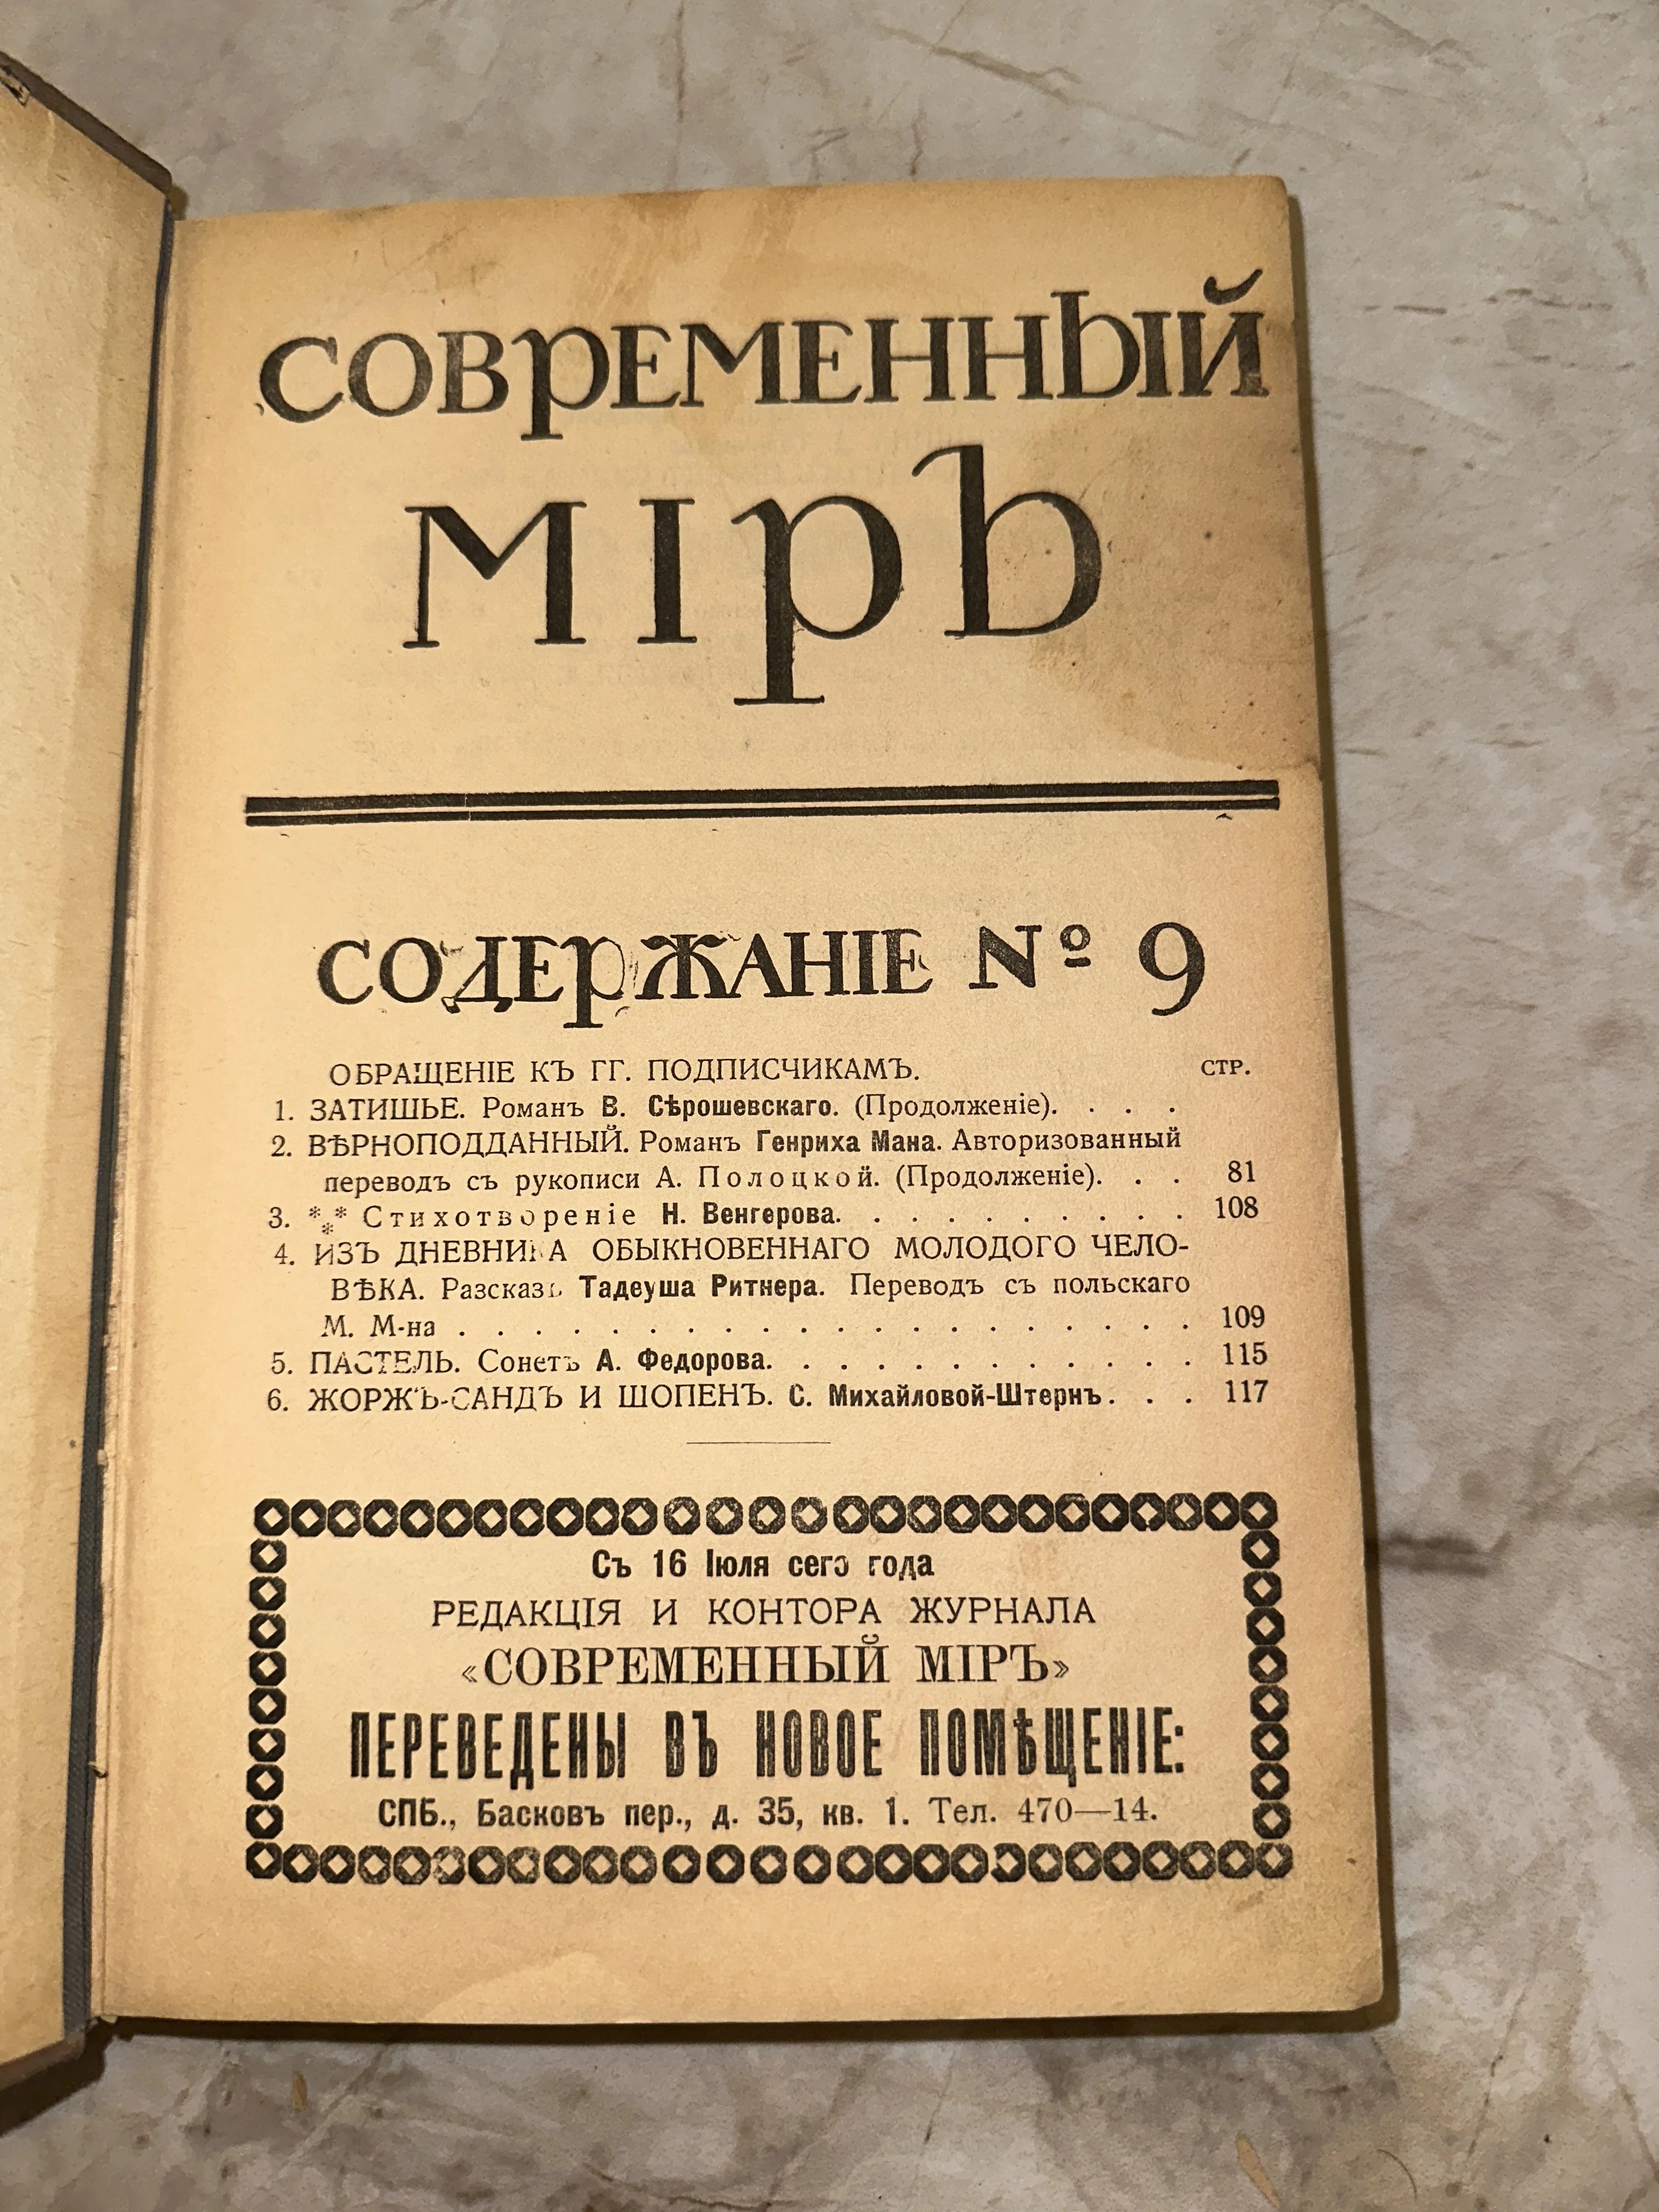 СОВРЕМЕННЫЙ
МІРЪ
СОДЕРЖАНІЕ № 9
ОБРАЩЕНІЕ КЪ ГГ. ПОДПИСЧИКАМЪ. СТР.
1. ЗАТИШЬЕ. Романъ В. Сѣрошевскаго. (Продолженіе). . . .
2. ВѢРНОПОДДАННЫЙ. Романъ Генриха Мана. Авторизованный
переводъ съ рукописи А. Полоцкой. (Продолженіе). . . 81
3. *** Стихотвореніе Н. Венгерова. . . . . . . . . . 108
4. ИЗЪ ДНЕВНИКА ОБЫКНОВЕННАГО МОЛОДОГО ЧЕЛО-
ВѢКА. Разсказъ Тадеуша Ритнера. Переводъ съ польскаго
М. М-на . . . . . . . . . . . . . . . . . . . . 109
5. ПАСТЕЛЬ. Сонетъ А. Федорова. . . . . . . . . . . . 115
6. ЖОРЖЪ-САНДЪ И ШОПЕНЪ. С. Михайловой-Штернъ. . . 117
Съ 16 Іюля сего года
РЕДАКЦІЯ И КОНТОРА ЖУРНАЛА
«СОВРЕМЕННЫЙ МІРЪ»
ПЕРЕВЕДЕНЫ ВЪ НОВОЕ ПОМѢЩЕНІЕ:
СПБ., Басковъ пер., д. 35, кв. 1. Тел. 470—14.